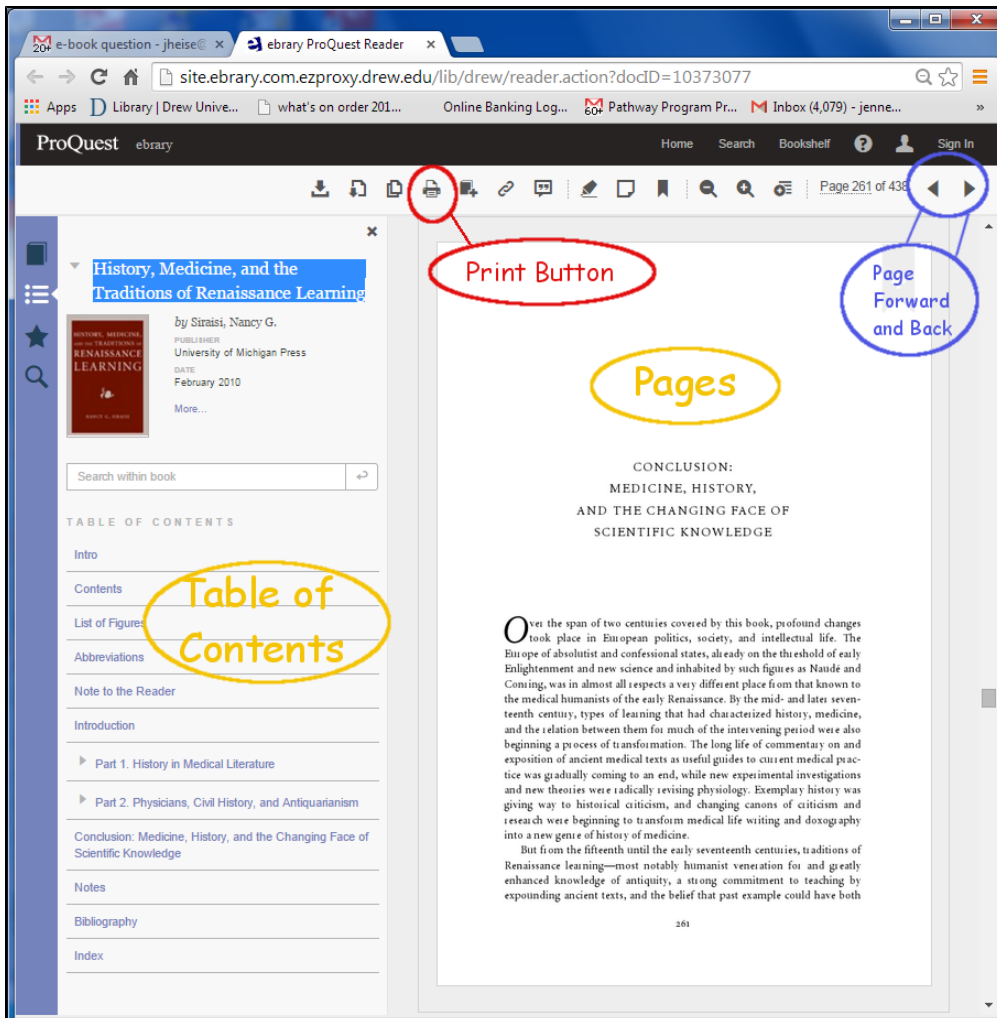 20+ e-book question - jheise@ × ebrary ProQuest Reader ×
site.ebrary.com.ezproxy.drew.edu/lib/drew/reader.action?docID=10373077
Apps Library | Drew Unive... what's on order 201... Online Banking Log... 60+ Pathway Program Pr... Inbox (4,079) - jenne... »
ProQuest ebrary Home Search Bookshelf ? Sign In
Page 261 of 438
Print Button
Page
Forward
and Back
×
History, Medicine, and the
Traditions of Renaissance Learning
HISTORY, MEDICINE,
AND THE TRADITIONS OF
RENAISSANCE
LEARNING
NANCY G. SIRAISI
by Siraisi, Nancy G.
PUBLISHER
University of Michigan Press
DATE
February 2010
More...
Search within book
TABLE OF CONTENTS
Intro
Contents
List of Figures
Abbreviations
Note to the Reader
Introduction
Part 1. History in Medical Literature
Part 2. Physicians, Civil History, and Antiquarianism
Conclusion: Medicine, History, and the Changing Face of
Scientific Knowledge
Notes
Bibliography
Index
Table of
Contents
Pages
CONCLUSION:
MEDICINE, HISTORY,
AND THE CHANGING FACE OF
SCIENTIFIC KNOWLEDGE
Over the span of two centuries covered by this book, profound changes
took place in European politics, society, and intellectual life. The
Europe of absolutist and confessional states, already on the threshold of early
Enlightenment and new science and inhabited by such figures as Naudé and
Conring, was in almost all respects a very different place from that known to
the medical humanists of the early Renaissance. By the mid- and later seven-
teenth century, types of learning that had characterized history, medicine,
and the relation between them for much of the intervening period were also
beginning a process of transformation. The long life of commentary on and
exposition of ancient medical texts as useful guides to current medical prac-
tice was gradually coming to an end, while new experimental investigations
and new theories were radically revising physiology. Exemplary history was
giving way to historical criticism, and changing canons of criticism and
research were beginning to transform medical life writing and doxography
into a new genre of history of medicine.
But from the fifteenth until the early seventeenth centuries, traditions of
Renaissance learning—most notably humanist veneration for and greatly
enhanced knowledge of antiquity, a strong commitment to teaching by
expounding ancient texts, and the belief that past example could have both
261